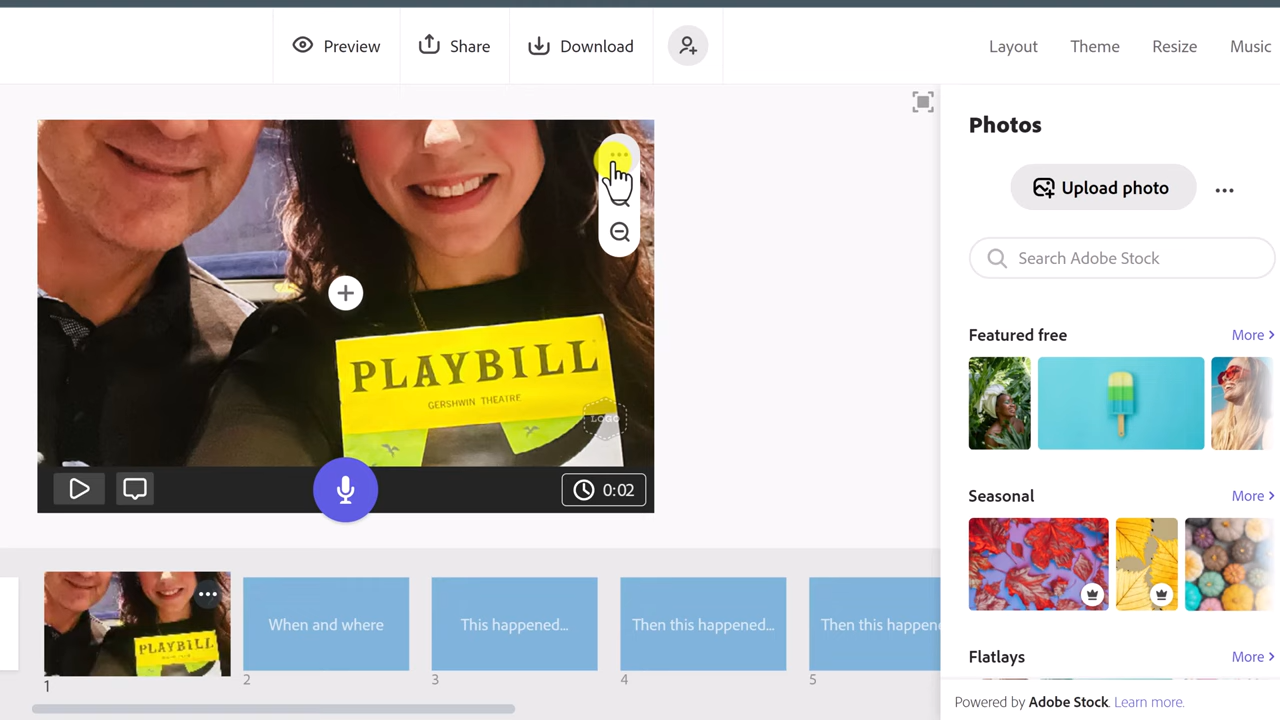 Preview
Share
Download
Layout
Theme
Resize
Music
Photos
Upload photo
Search Adobe Stock
Featured free
More
PLAYBILL
GERSHWIN THEATRE
LOGO
0:02
Seasonal
More
PLAYBILL
When and where
This happened...
Then this happened...
Then this happene
1
2
3
4
5
Flatlays
More
Powered by Adobe Stock. Learn more.